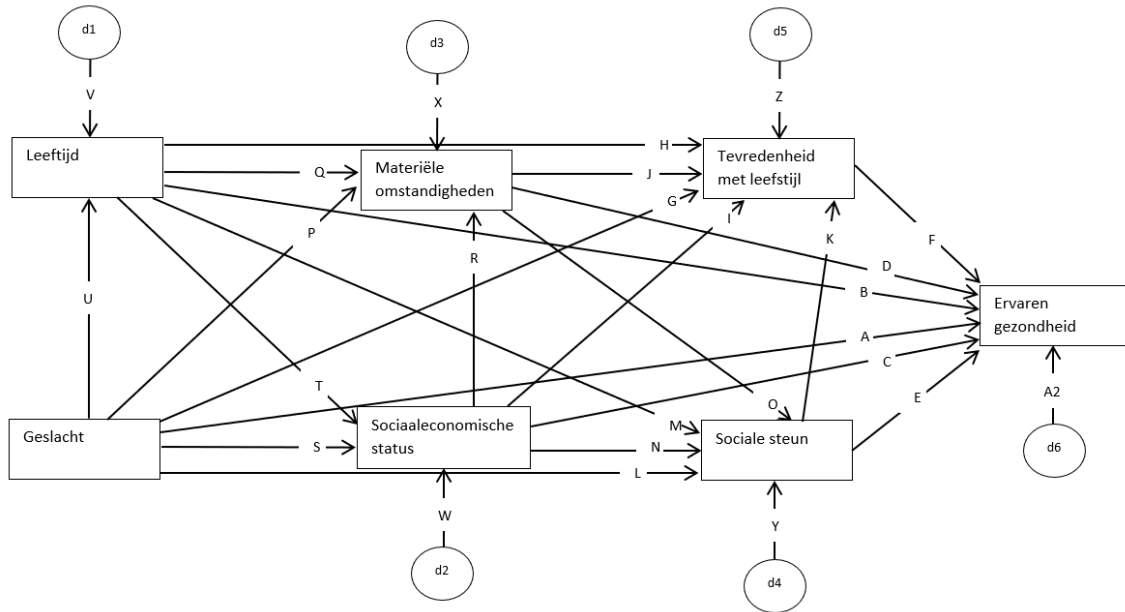 d1
d3
d5
V
X
Z
Leeftijd
Materiële
omstandigheden
Tevredenheid
met leefstijl
H
Q
J
G
P
I
K
R
F
D
B
U
Ervaren
gezondheid
A
C
T
O
E
A2
Geslacht
Sociaaleconomische
status
M
Sociale steun
S
N
L
d6
W
Y
d2
d4